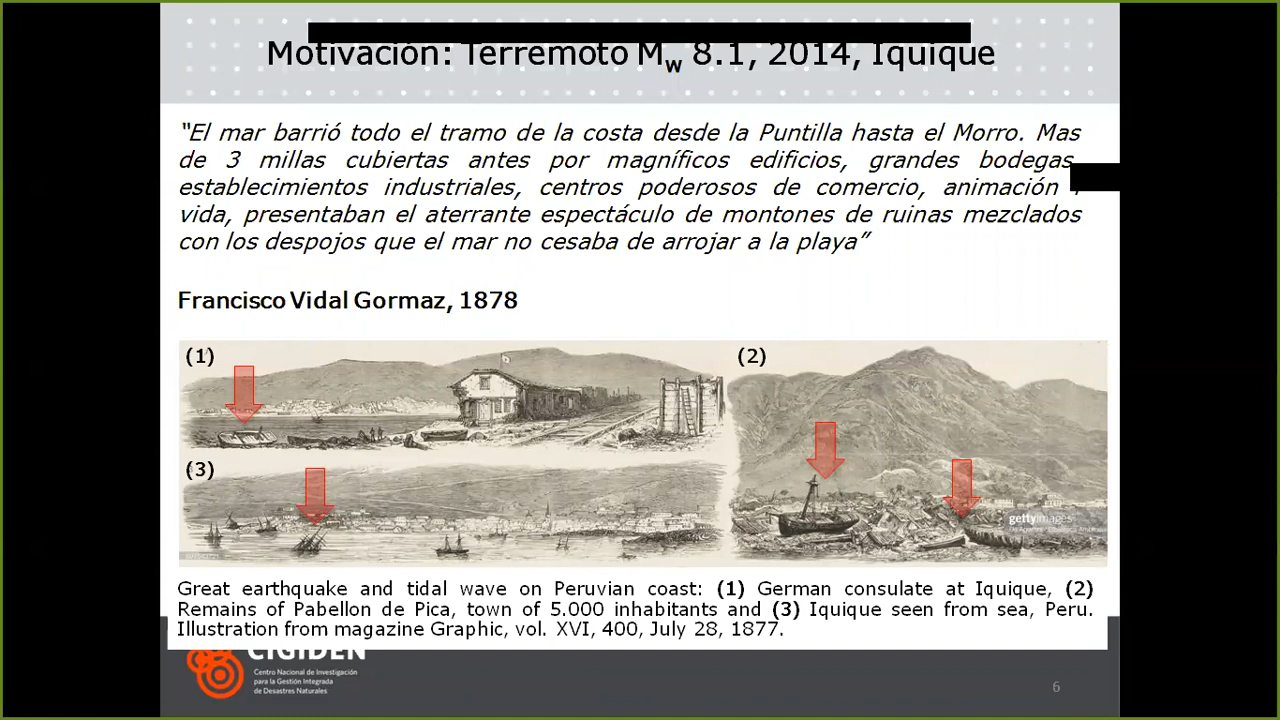 Motivación: Terremoto Mw 8.1, 2014, Iquique
“El mar barrió todo el tramo de la costa desde la Puntilla hasta el Morro. Mas
de 3 millas cubiertas antes por magníficos edificios, grandes bodegas,
establecimientos industriales, centros poderosos de comercio, animación
vida, presentaban el aterrante espectáculo de montones de ruinas mezclados
con los despojos que el mar no cesaba de arrojar a la playa”
Francisco Vidal Gormaz, 1878
(1)
(2)
(3)
gettyimages
Great earthquake and tidal wave on Peruvian coast: (1) German consulate at Iquique, (2)
Remains of Pabellon de Pica, town of 5.000 inhabitants and (3) Iquique seen from sea, Peru.
Illustration from magazine Graphic, vol. XVI, 400, July 28, 1877.
CIGIDEN
Centro Nacional de Investigación
para la Gestión Integrada
de Desastres Naturales
6